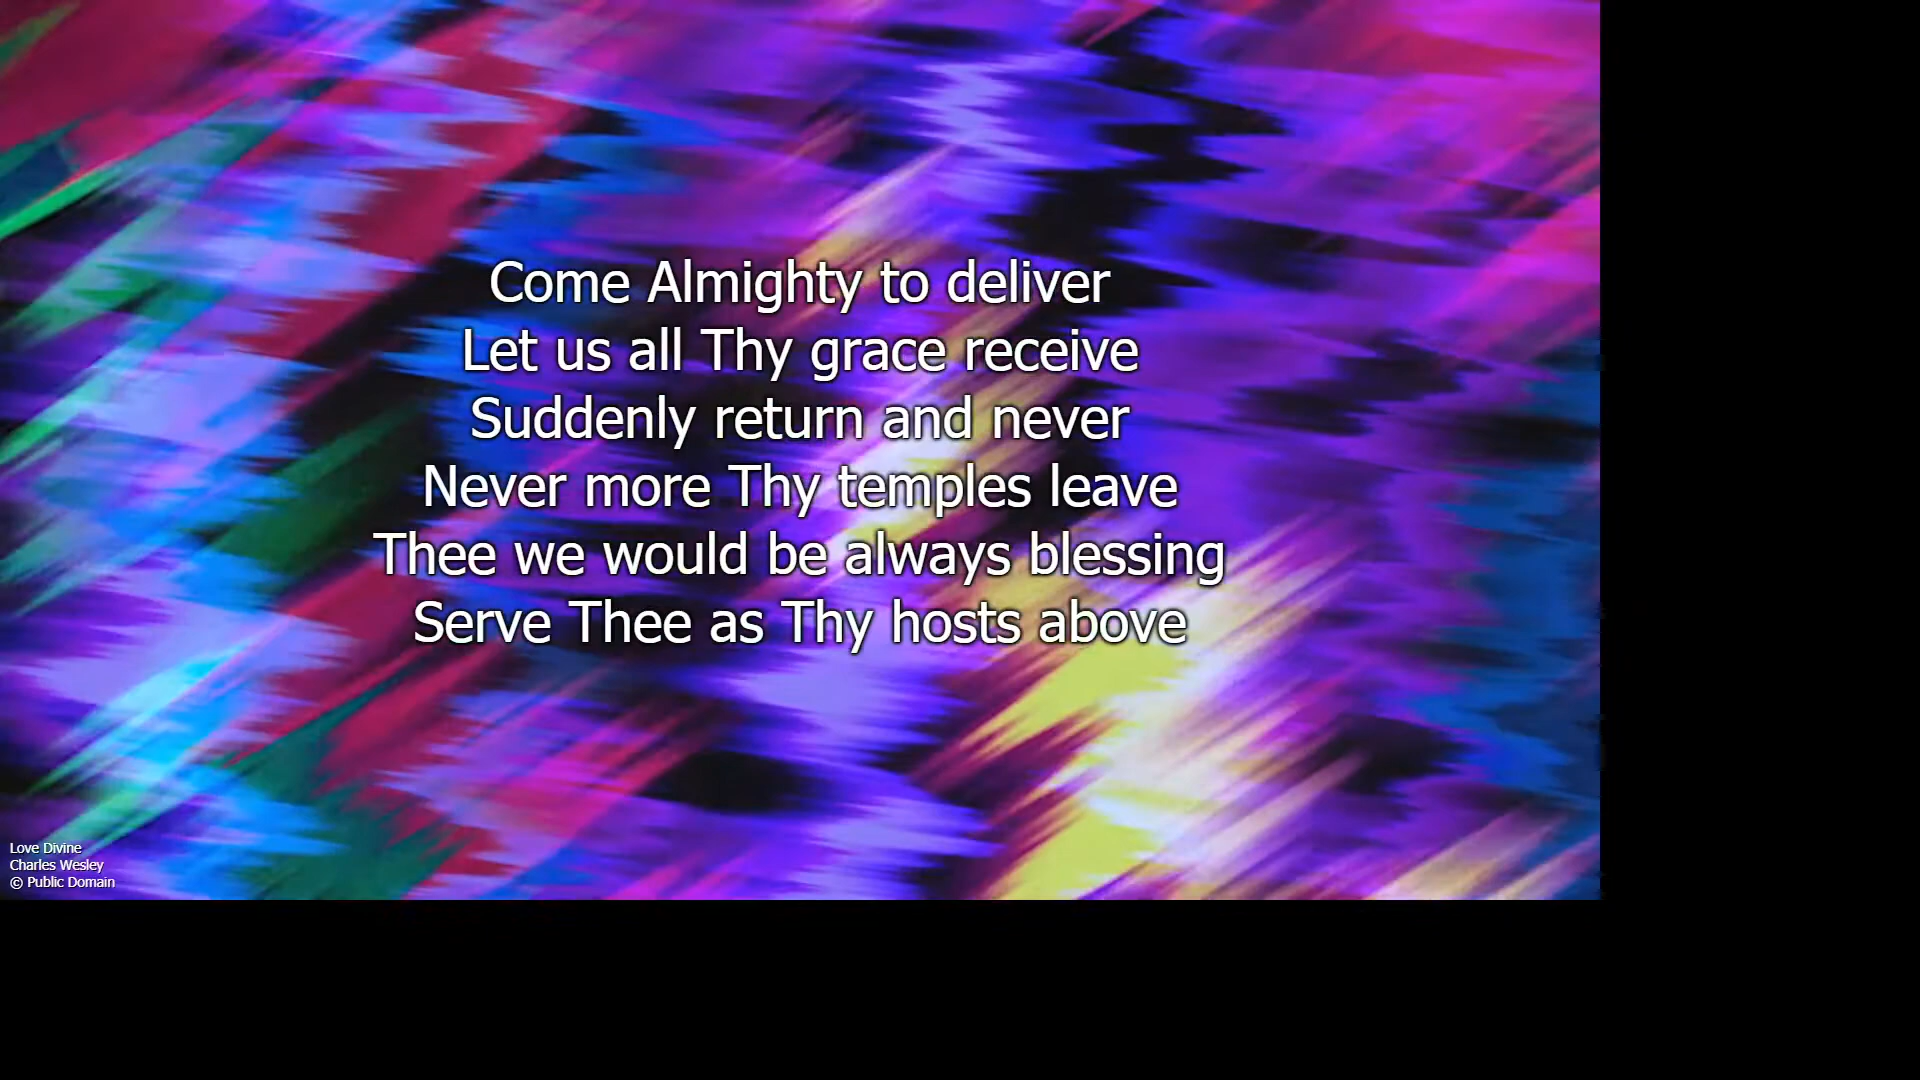 Come Almighty to deliver
Let us all Thy grace receive
Suddenly return and never
Never more Thy temples leave
Thee we would be always blessing
Serve Thee as Thy hosts above
Love Divine
Charles Wesley
© Public Domain